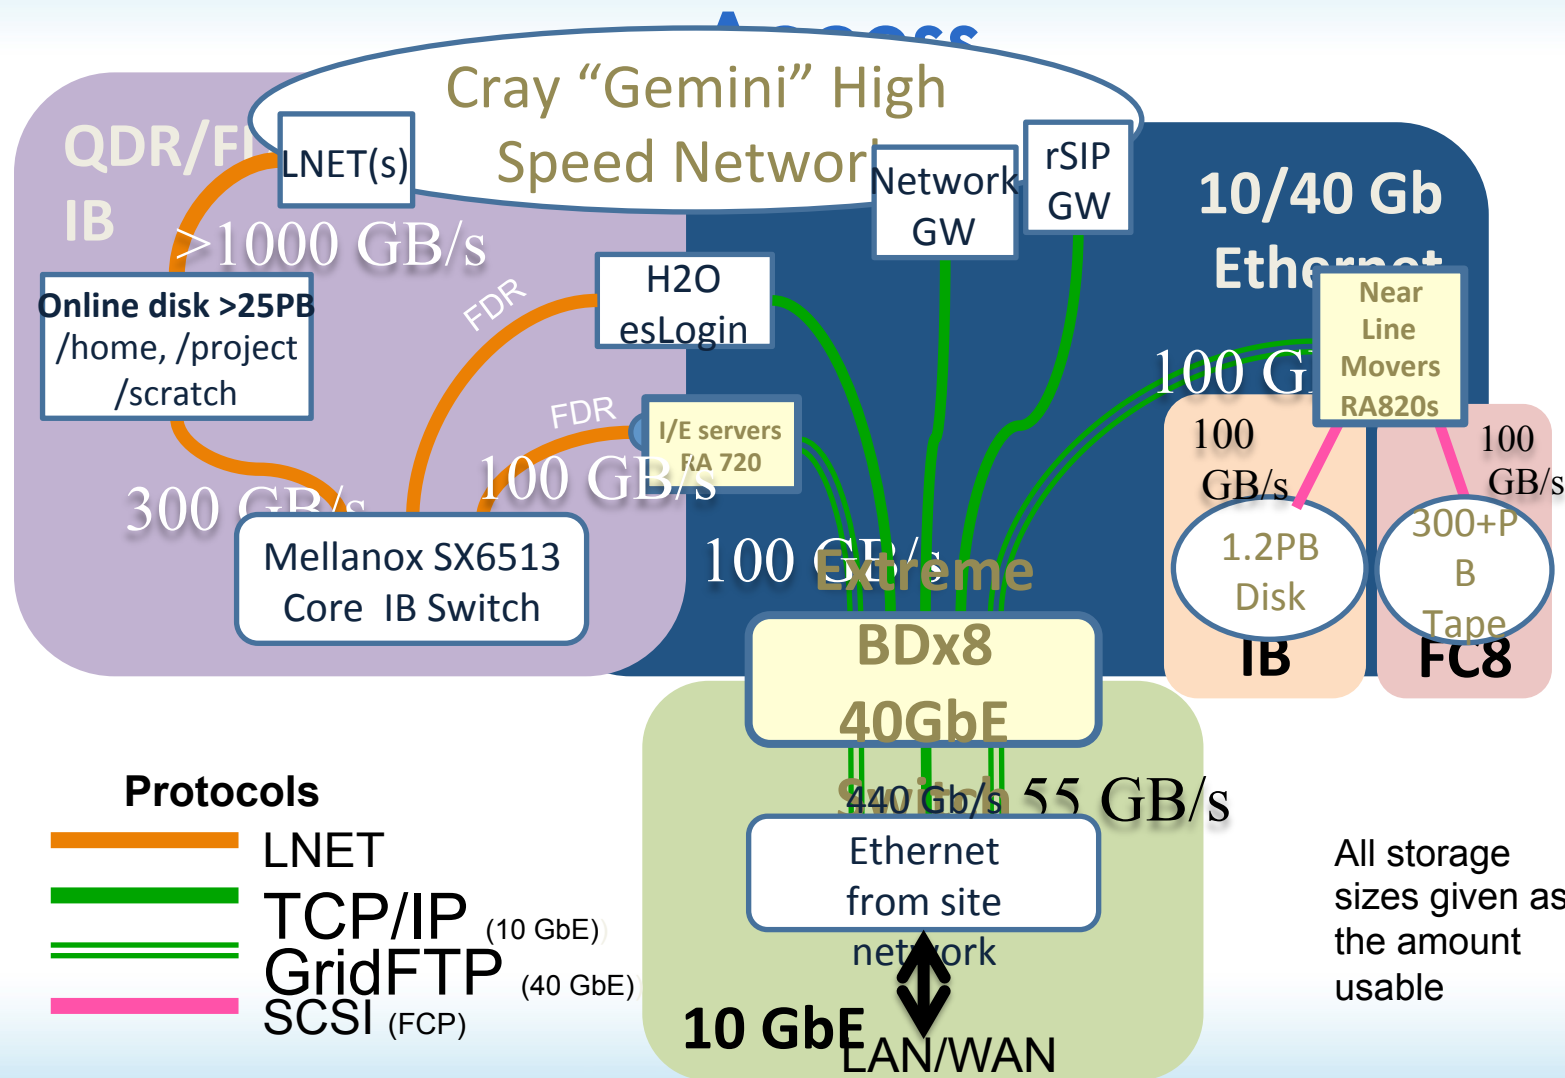 Access
Cray “Gemini” High
Speed Network
QDR/
IB
LNET(s)
Network
GW
rSIP
GW
10/40 Gb
Ethernet
>1000 GB/s
Online disk >25PB
/home, /project
/scratch
FDR
H2O
esLogin
Near
Line
Movers
RA820s
100
FDR
I/E servers
RA 720
100 GB/s
300 GB/s
100
GB/s
100
GB/s
Mellanox SX6513
Core IB Switch
100 GB/s
1.2PB
Disk
300+P
B
Tape
IB
FC8
Extreme
BDx8
40GbE
Switch
55 GB/s
440 Gb/s
Ethernet
from site
network
10 GbE
LAN/WAN
Protocols
LNET
TCP/IP (10 GbE)
GridFTP (40 GbE)
SCSI (FCP)
All storage
sizes given as
the amount
usable